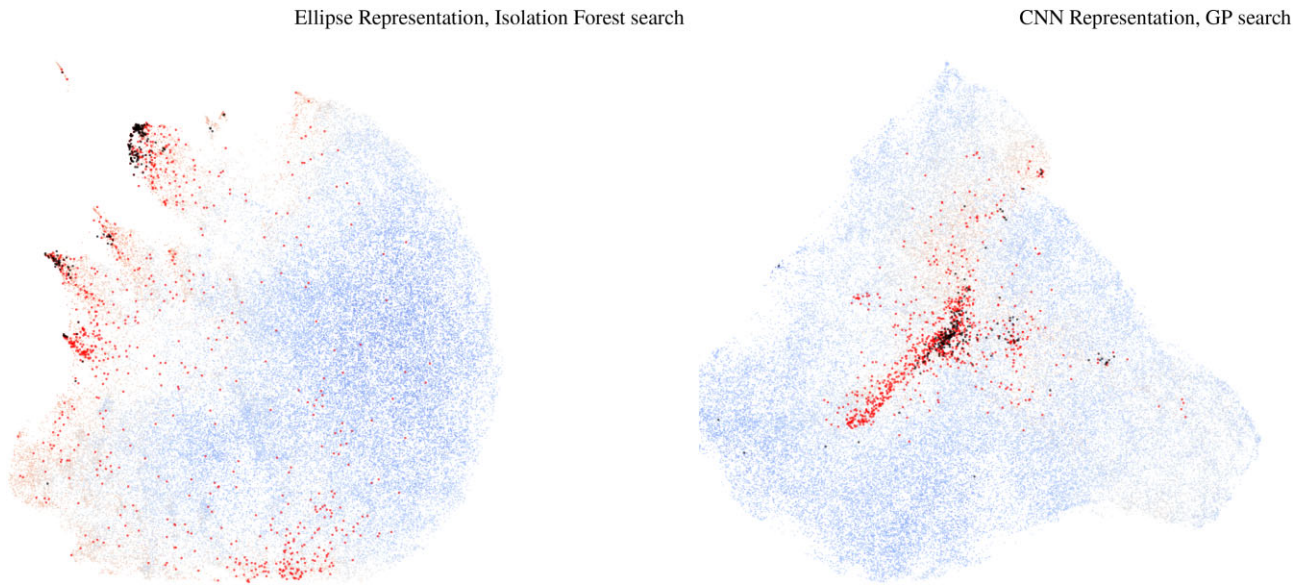 Ellipse Representation, Isolation Forest search
CNN Representation, GP search